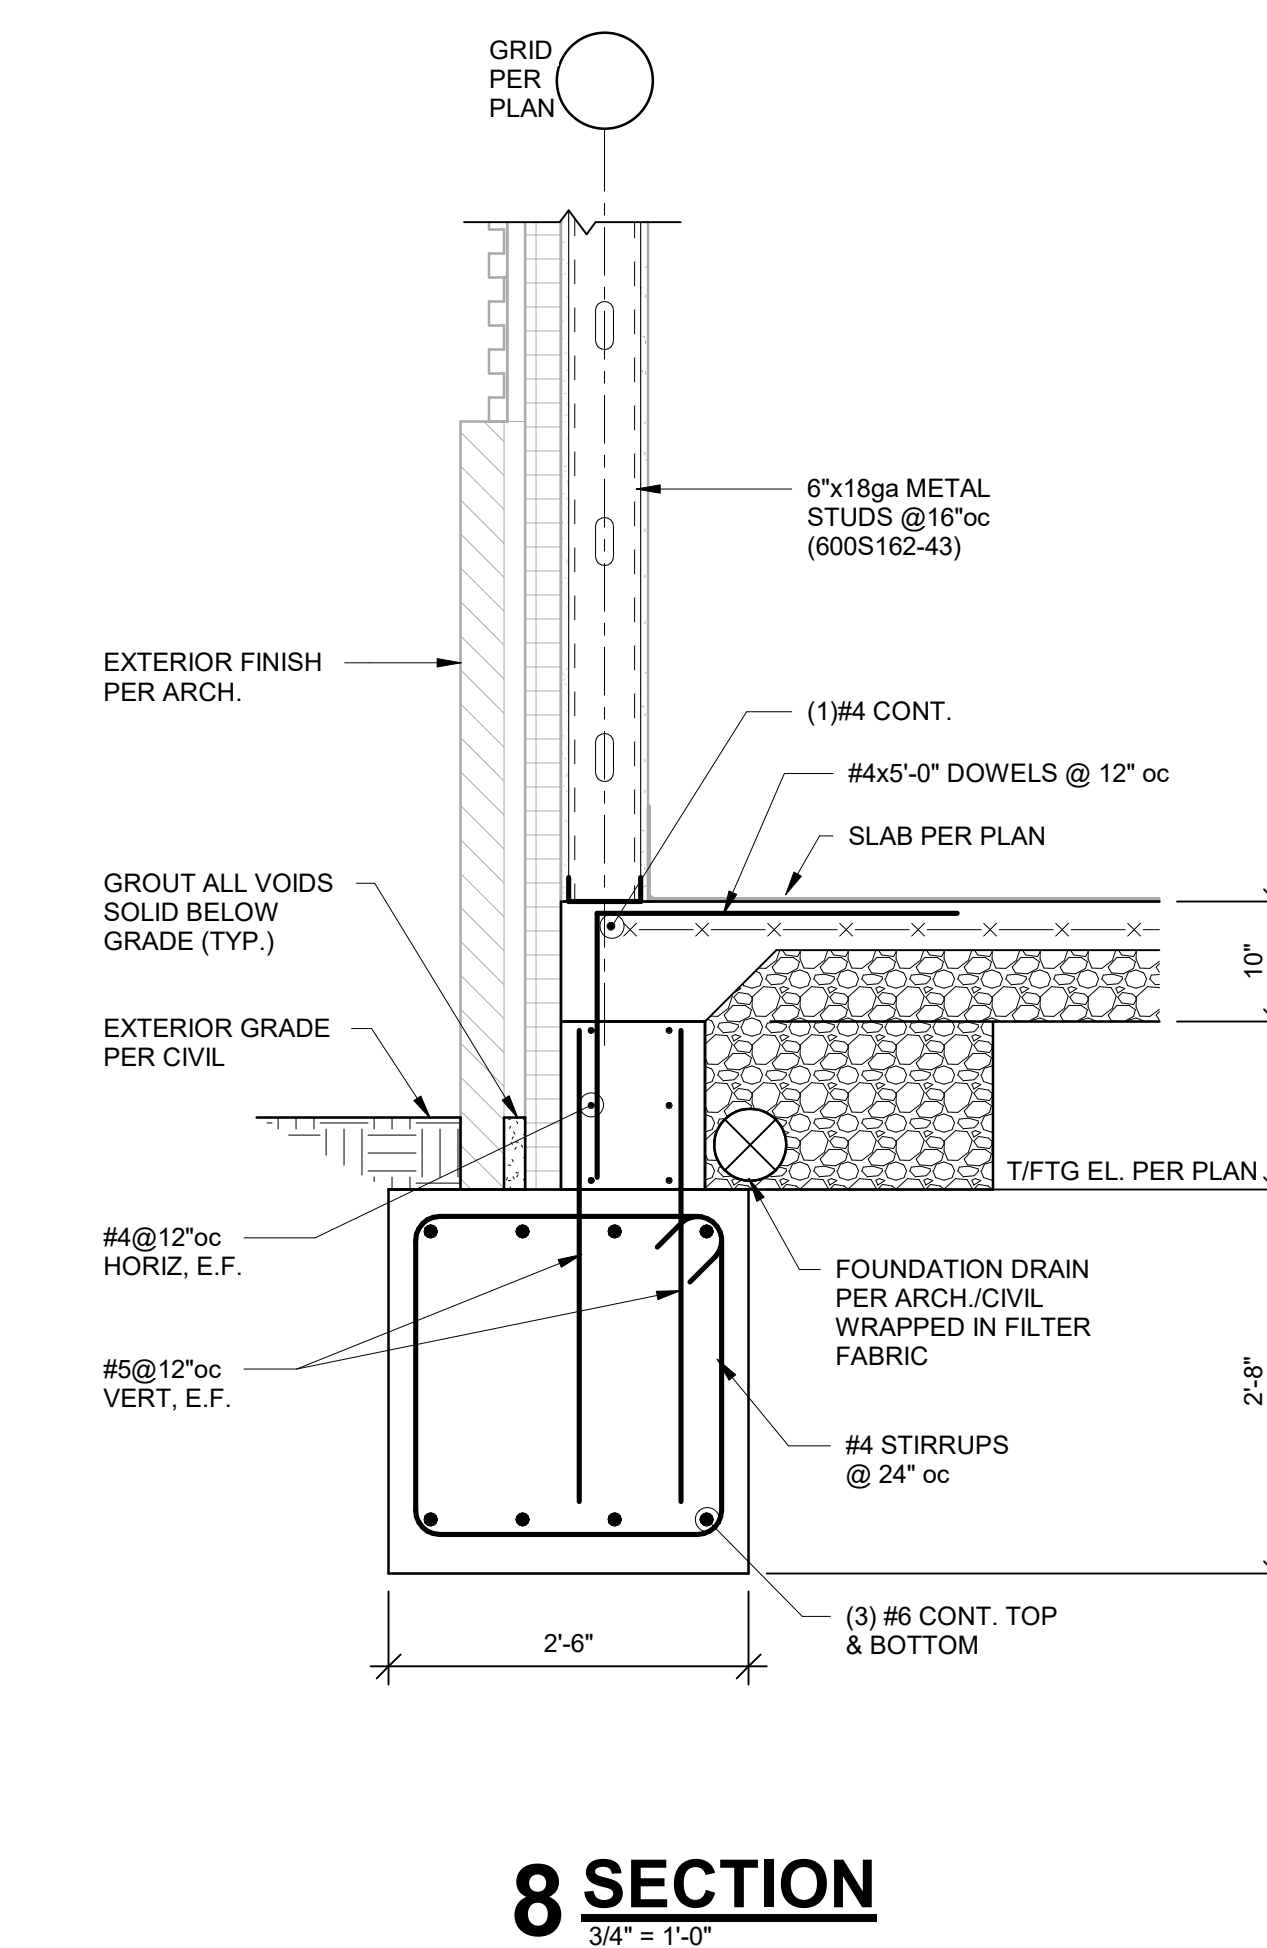 GRID
PER
PLAN
6"x18ga METAL
STUDS @16"oc
(600S162-43)
EXTERIOR FINISH
PER ARCH.
(1)#4 CONT.
#4x5'-0" DOWELS @ 12" oc
SLAB PER PLAN
GROUT ALL VOIDS
SOLID BELOW
GRADE (TYP.)
10"
EXTERIOR GRADE
PER CIVIL
T/FTG EL. PER PLAN
#4@12"oc
HORIZ, E.F.
FOUNDATION DRAIN
PER ARCH./CIVIL
WRAPPED IN FILTER
FABRIC
#5@12"oc
VERT, E.F.
2'-8"
#4 STIRRUPS
@ 24" oc
(3) #6 CONT. TOP
& BOTTOM
2'-6"
8 SECTION
3/4" = 1'-0"